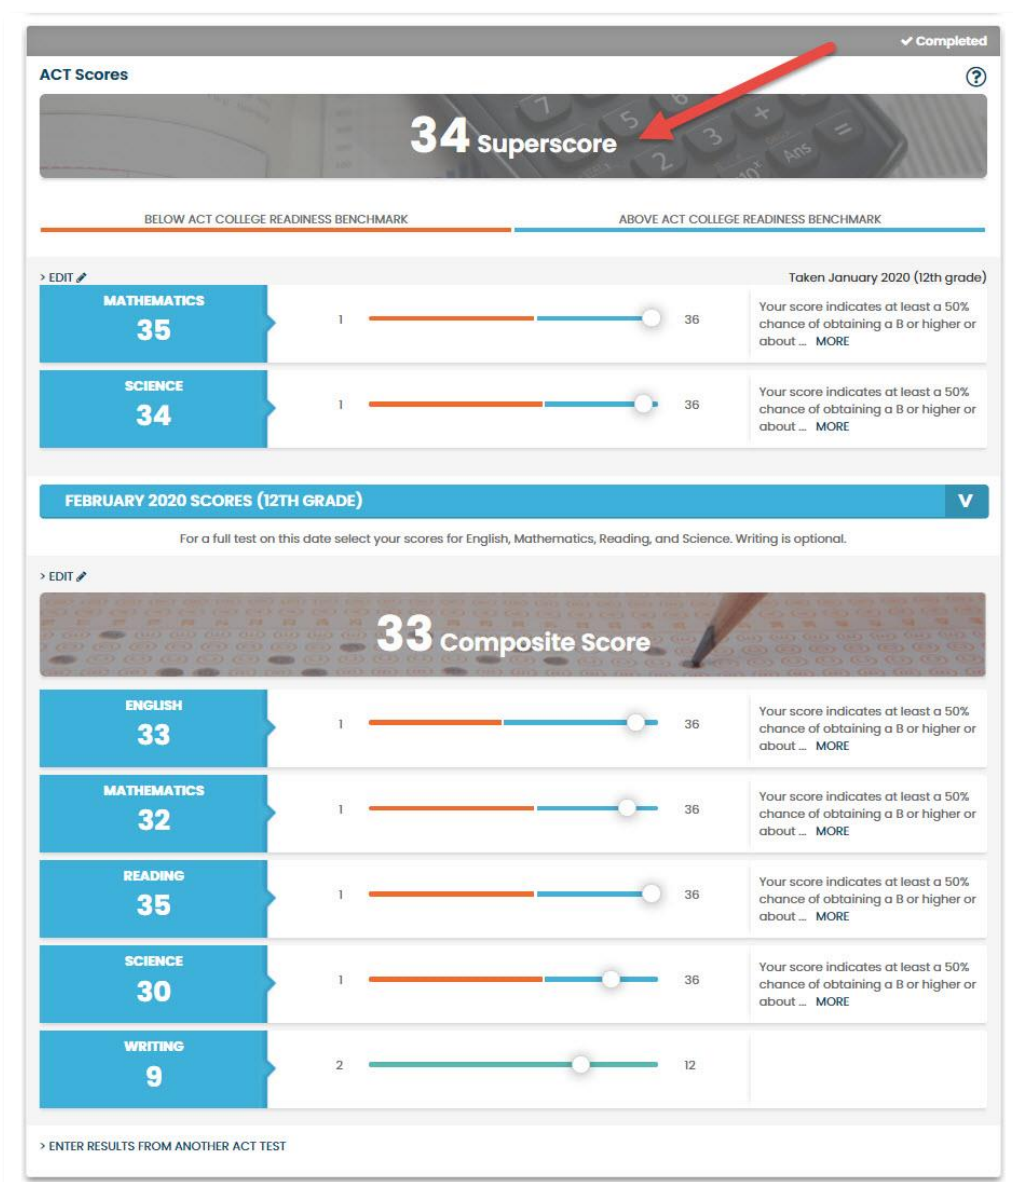 ✔ Completed
ACT Scores
?
34 Superscore
BELOW ACT COLLEGE READINESS BENCHMARK
ABOVE ACT COLLEGE READINESS BENCHMARK
> EDIT
Taken January 2020 (12th grade)
MATHEMATICS
35
1
36
Your score indicates at least a 50%
chance of obtaining a B or higher or
about ... MORE
SCIENCE
34
1
36
Your score indicates at least a 50%
chance of obtaining a B or higher or
about ... MORE
FEBRUARY 2020 SCORES (12TH GRADE)
V
For a full test on this date select your scores for English, Mathematics, Reading, and Science. Writing is optional.
> EDIT
33 Composite Score
ENGLISH
33
1
36
Your score indicates at least a 50%
chance of obtaining a B or higher or
about ... MORE
MATHEMATICS
32
1
36
Your score indicates at least a 50%
chance of obtaining a B or higher or
about ... MORE
READING
35
1
36
Your score indicates at least a 50%
chance of obtaining a B or higher or
about ... MORE
SCIENCE
30
1
36
Your score indicates at least a 50%
chance of obtaining a B or higher or
about ... MORE
WRITING
9
2
12
> ENTER RESULTS FROM ANOTHER ACT TEST